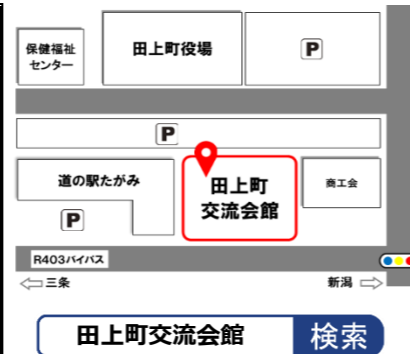 保健福祉
センター
田上町役場
P
P
道の駅たがみ
P
田上町
交流会館
商工会
R403バイパス
三条
新潟
田上町交流会館
検索